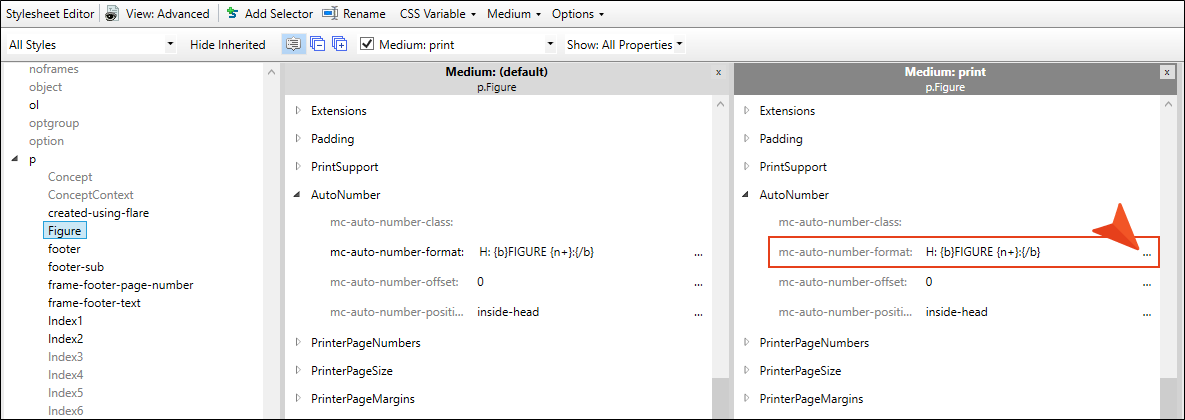 Stylesheet Editor View: Advanced Add Selector Rename CSS Variable Medium Options
All Styles Hide Inherited Medium: print Show: All Properties
noframes
object
ol
optgroup
option
p
Concept
ConceptContext
created-using-flare
Figure
footer
footer-sub
frame-footer-page-number
frame-footer-text
Index1
Index2
Index3
Index4
Index5
Index6
Medium: (default) x
p.Figure
Extensions
Padding
PrintSupport
AutoNumber
mc-auto-number-class:
mc-auto-number-format: H: {b}FIGURE {n+}:{/b} ...
mc-auto-number-offset: 0 ...
mc-auto-number-positi... inside-head ...
PrinterPageNumbers
PrinterPageSize
PrinterPageMargins
Medium: print x
p.Figure
Extensions
Padding
PrintSupport
AutoNumber
mc-auto-number-class:
mc-auto-number-format: H: {b}FIGURE {n+}:{/b} ...
mc-auto-number-offset: 0 ...
mc-auto-number-positi... inside-head ...
PrinterPageNumbers
PrinterPageSize
PrinterPageMargins